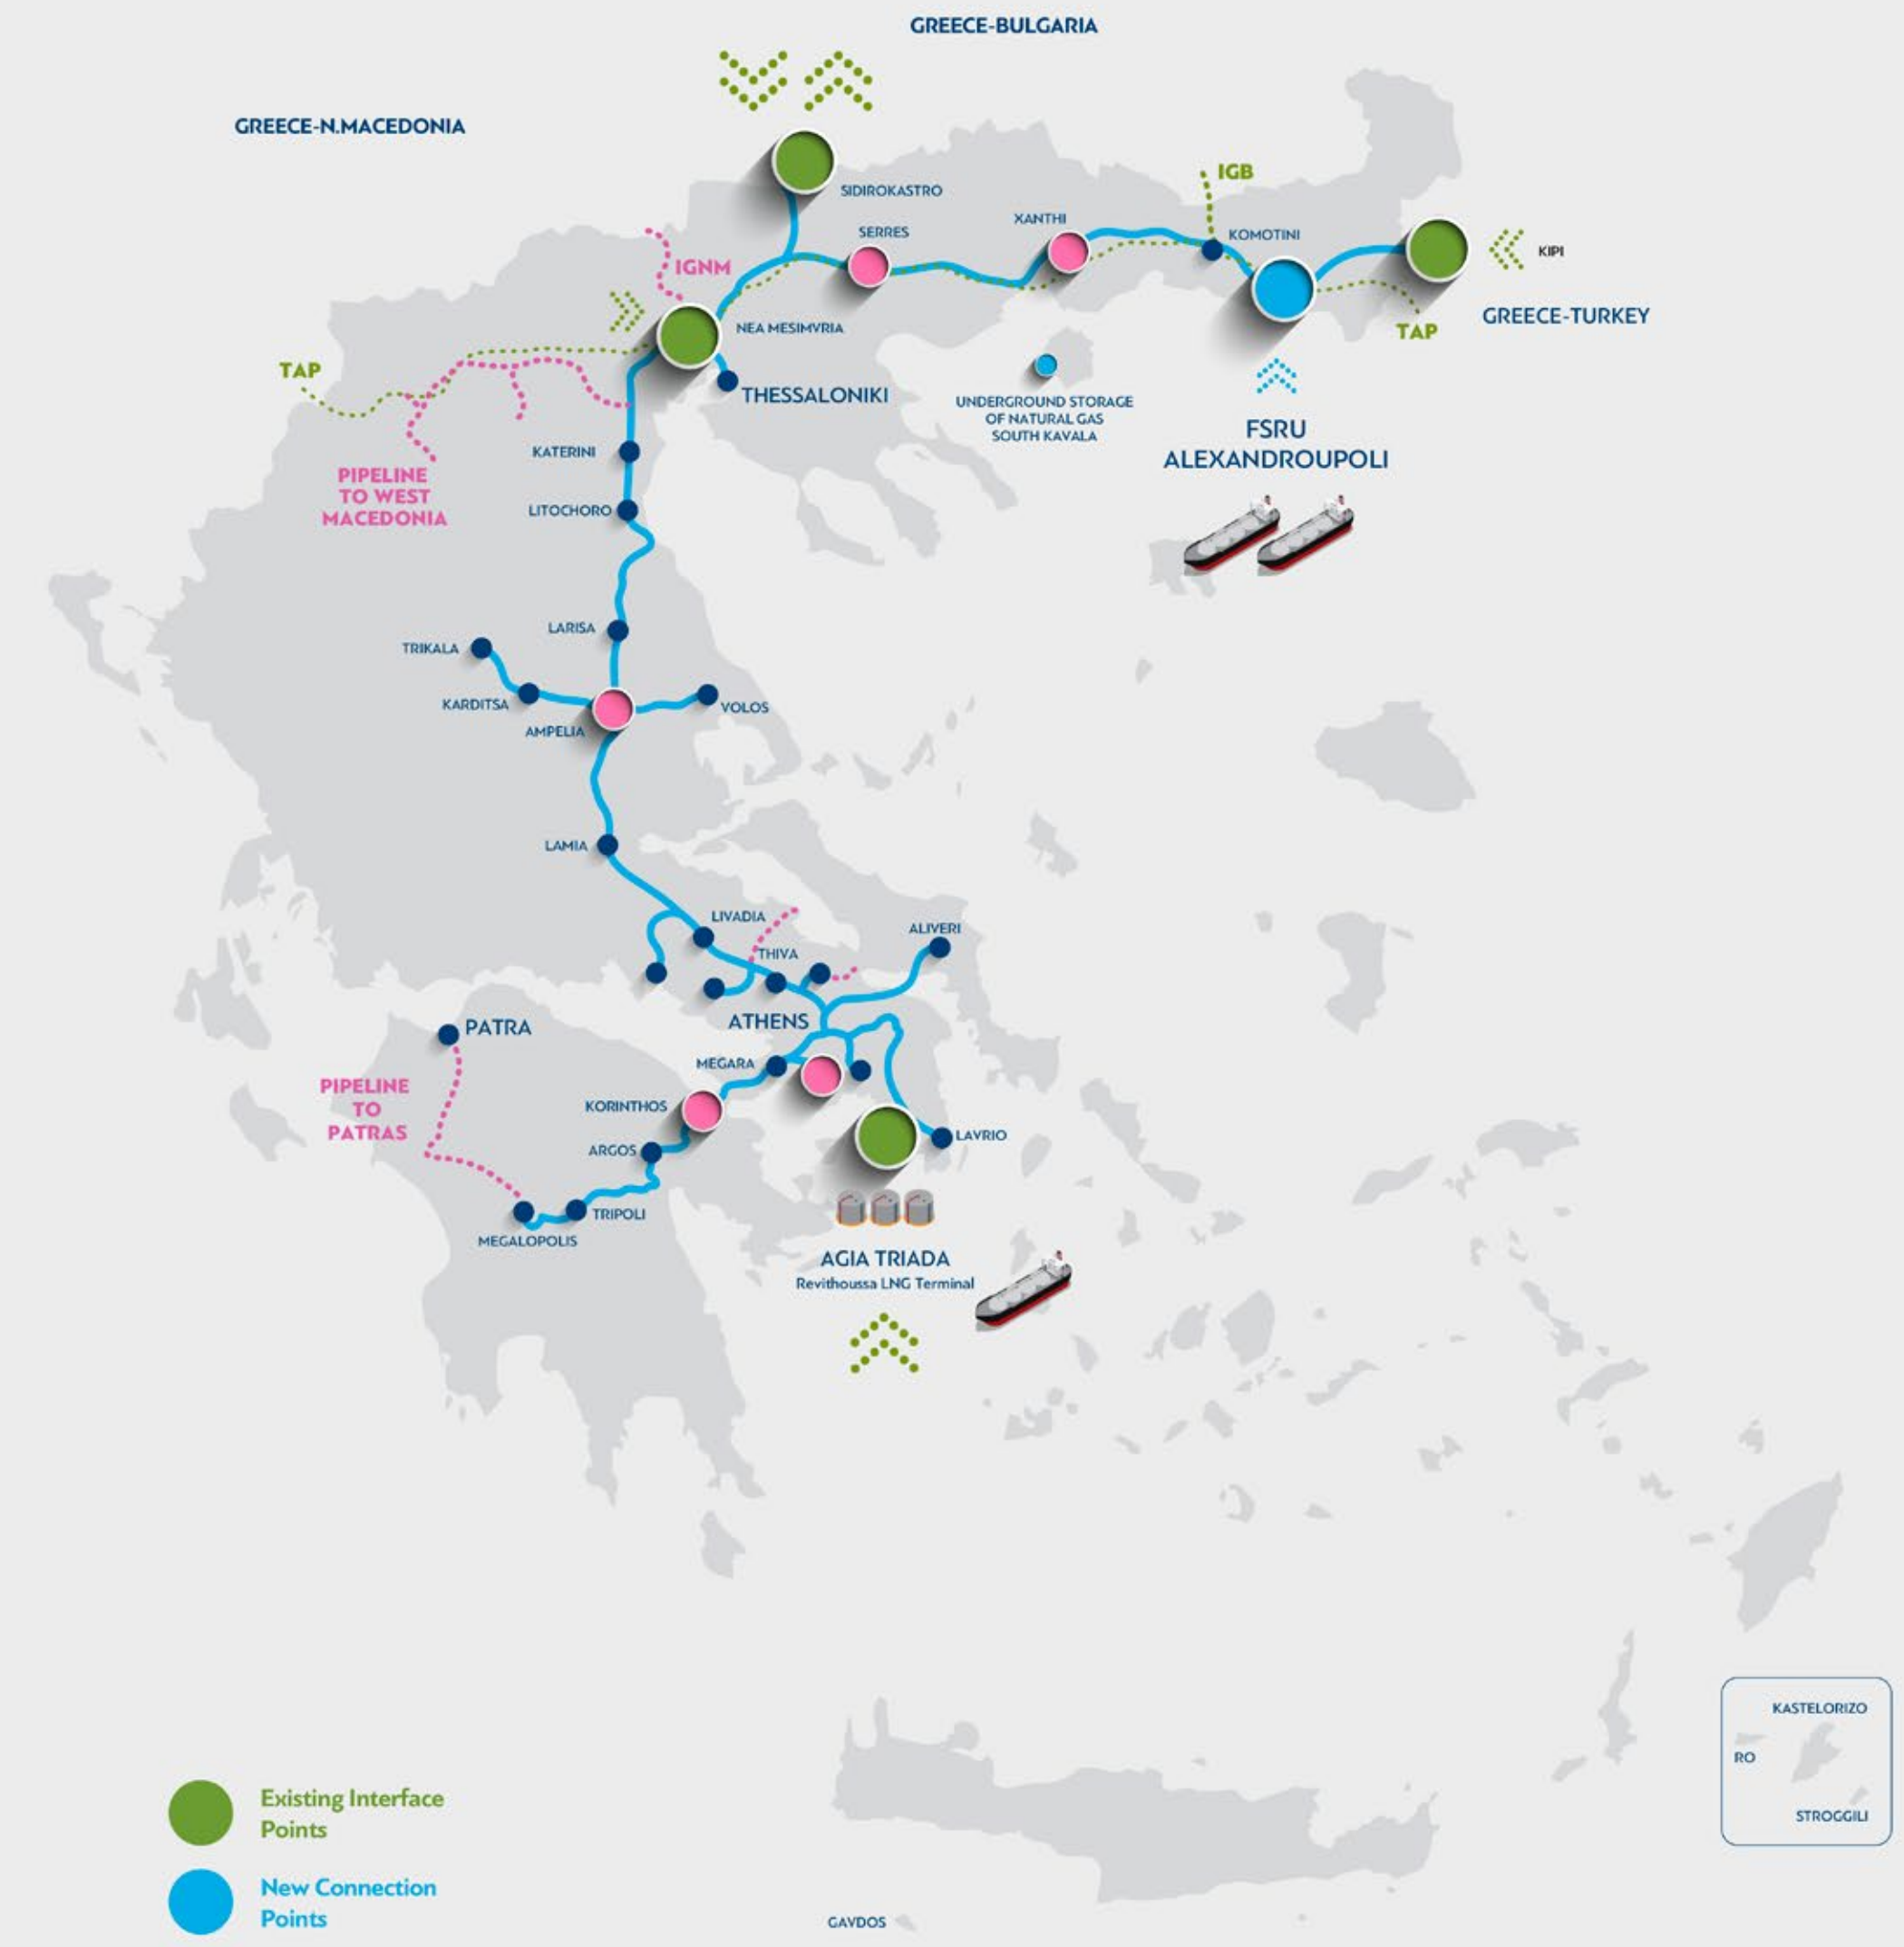 GREECE-BULGARIA
GREECE-N.MACEDONIA
IGB
SIDIROKASTRO
XANTHI
SERRES
KOMOTINI
KIPI
IGNM
GREECE-TURKEY
NEA MESIMVRIA
TAP
TAP
THESSALONIKI
UNDERGROUND STORAGE
OF NATURAL GAS
SOUTH KAVALA
FSRU
ALEXANDROUPOLI
KATERINI
PIPELINE
TO WEST
MACEDONIA
LITOCHORO
LARISA
TRIKALA
KARDITSA
VOLOS
AMPELIA
LAMIA
LIVADIA
ALIVERI
THIVA
ATHENS
PATRA
MEGARA
PIPELINE
TO
PATRAS
KORINTHOS
LAVRIO
ARGOS
TRIPOLI
MEGALOPOLIS
AGIA TRIADA
Revithoussa LNG Terminal
KASTELORIZO
RO
STROGGILI
Existing Interface
Points
New Connection
Points
GAVDOS